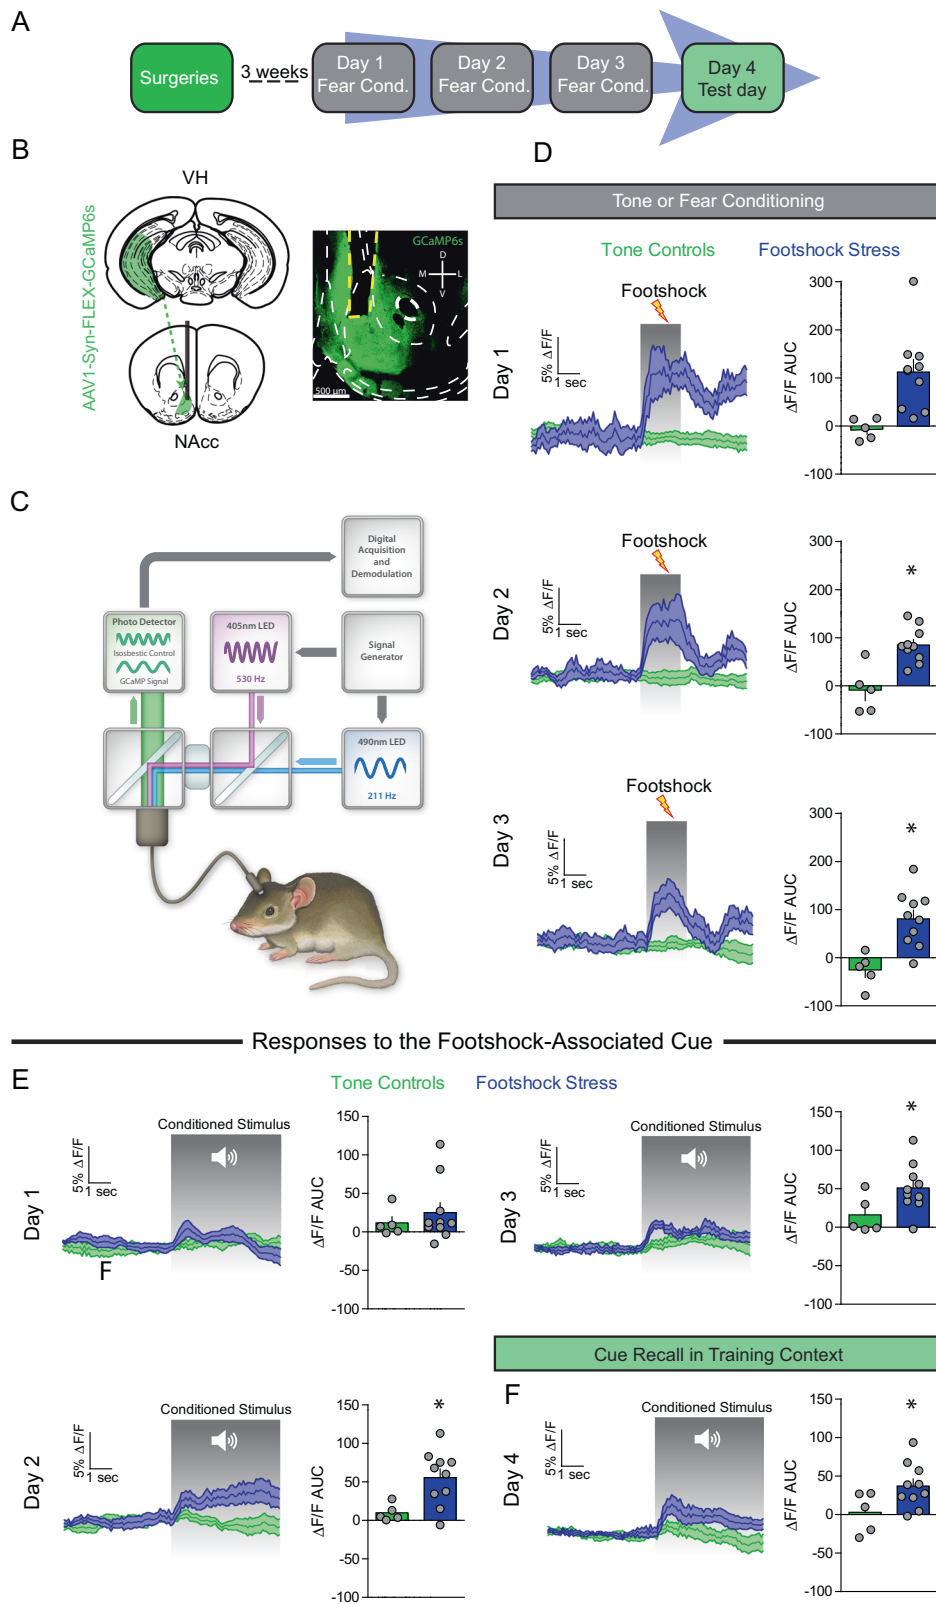 A
Surgeries
3 weeks
Day 1
Fear Cond.
Day 2
Fear Cond.
Day 3
Fear Cond.
Day 4
Test day
B
VH
AAV1-Syn-FLEX-GCaMP6s
NAcc
GCaMP6s
D
M
L
V
500 µm
C
Digital
Acquisition
and
Demodulation
Photo Detector
Isosbestic Control
GCaMP Signal
405nm LED
530 Hz
Signal
Generator
490nm LED
211 Hz
D
Tone or Fear Conditioning
Tone Controls
Footshock Stress
Day 1
5% ΔF/F
1 sec
Footshock
ΔF/F AUC
300
200
100
0
-100
Day 2
5% ΔF/F
1 sec
Footshock
ΔF/F AUC
300
200
100
0
-100
*
Day 3
5% ΔF/F
1 sec
Footshock
ΔF/F AUC
300
200
100
0
-100
*
Responses to the Footshock-Associated Cue
E
Tone Controls
Footshock Stress
Day 1
5% ΔF/F
1 sec
Conditioned Stimulus
F
ΔF/F AUC
150
100
50
0
-50
-100
Day 3
5% ΔF/F
1 sec
Conditioned Stimulus
ΔF/F AUC
150
100
50
0
-50
-100
*
Day 2
5% ΔF/F
1 sec
Conditioned Stimulus
ΔF/F AUC
150
100
50
0
-50
-100
*
Cue Recall in Training Context
F
Day 4
5% ΔF/F
1 sec
Conditioned Stimulus
ΔF/F AUC
150
100
50
0
-50
-100
*